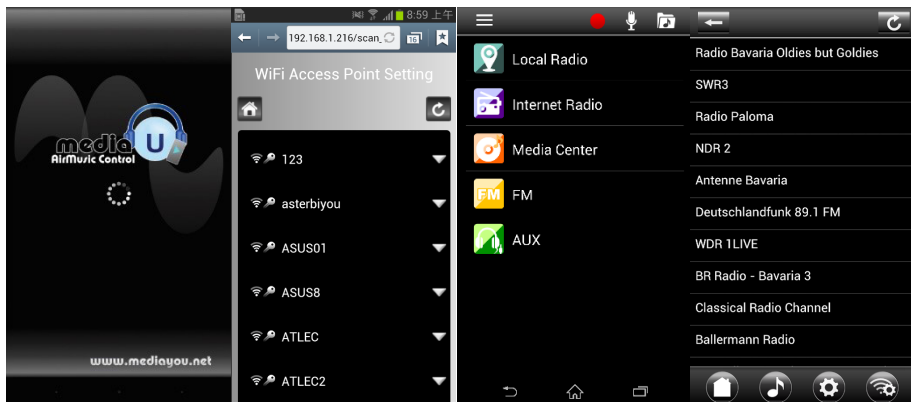 media U
AirMusic Control
www.mediayou.net
8:59 上午
192.168.1.216/scan_
16
WiFi Access Point Setting
123
asterbiyou
ASUS01
ASUS8
ATLEC
ATLEC2
Local Radio
Internet Radio
Media Center
FM FM
AUX
Radio Bavaria Oldies but Goldies
SWR3
Radio Paloma
NDR 2
Antenne Bavaria
Deutschlandfunk 89.1 FM
WDR 1LIVE
BR Radio - Bavaria 3
Classical Radio Channel
Ballermann Radio